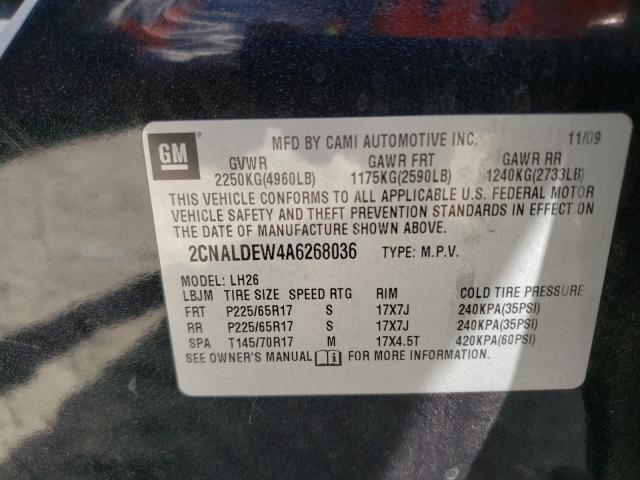 GM
MFD BY CAMI AUTOMOTIVE INC. 11/09
GVWR GAWR FRT GAWR RR
2250KG(4960LB) 1175KG(2590LB) 1240KG(2733LB)
THIS VEHICLE CONFORMS TO ALL APPLICABLE U.S. FEDERAL MOTOR
VEHICLE SAFETY AND THEFT PREVENTION STANDARDS IN EFFECT ON
THE DATE OF MANUFACTURE SHOWN ABOVE.
2CNALDEW4A6268036 TYPE: M.P.V.
MODEL: LH26
LBJM TIRE SIZE SPEED RTG RIM COLD TIRE PRESSURE
FRT P225/65R17 S 17X7J 240KPA(35PSI)
RR P225/65R17 S 17X7J 240KPA(35PSI)
SPA T145/70R17 M 17X4.5T 420KPA(60PSI)
SEE OWNER'S MANUAL i FOR MORE INFORMATION.